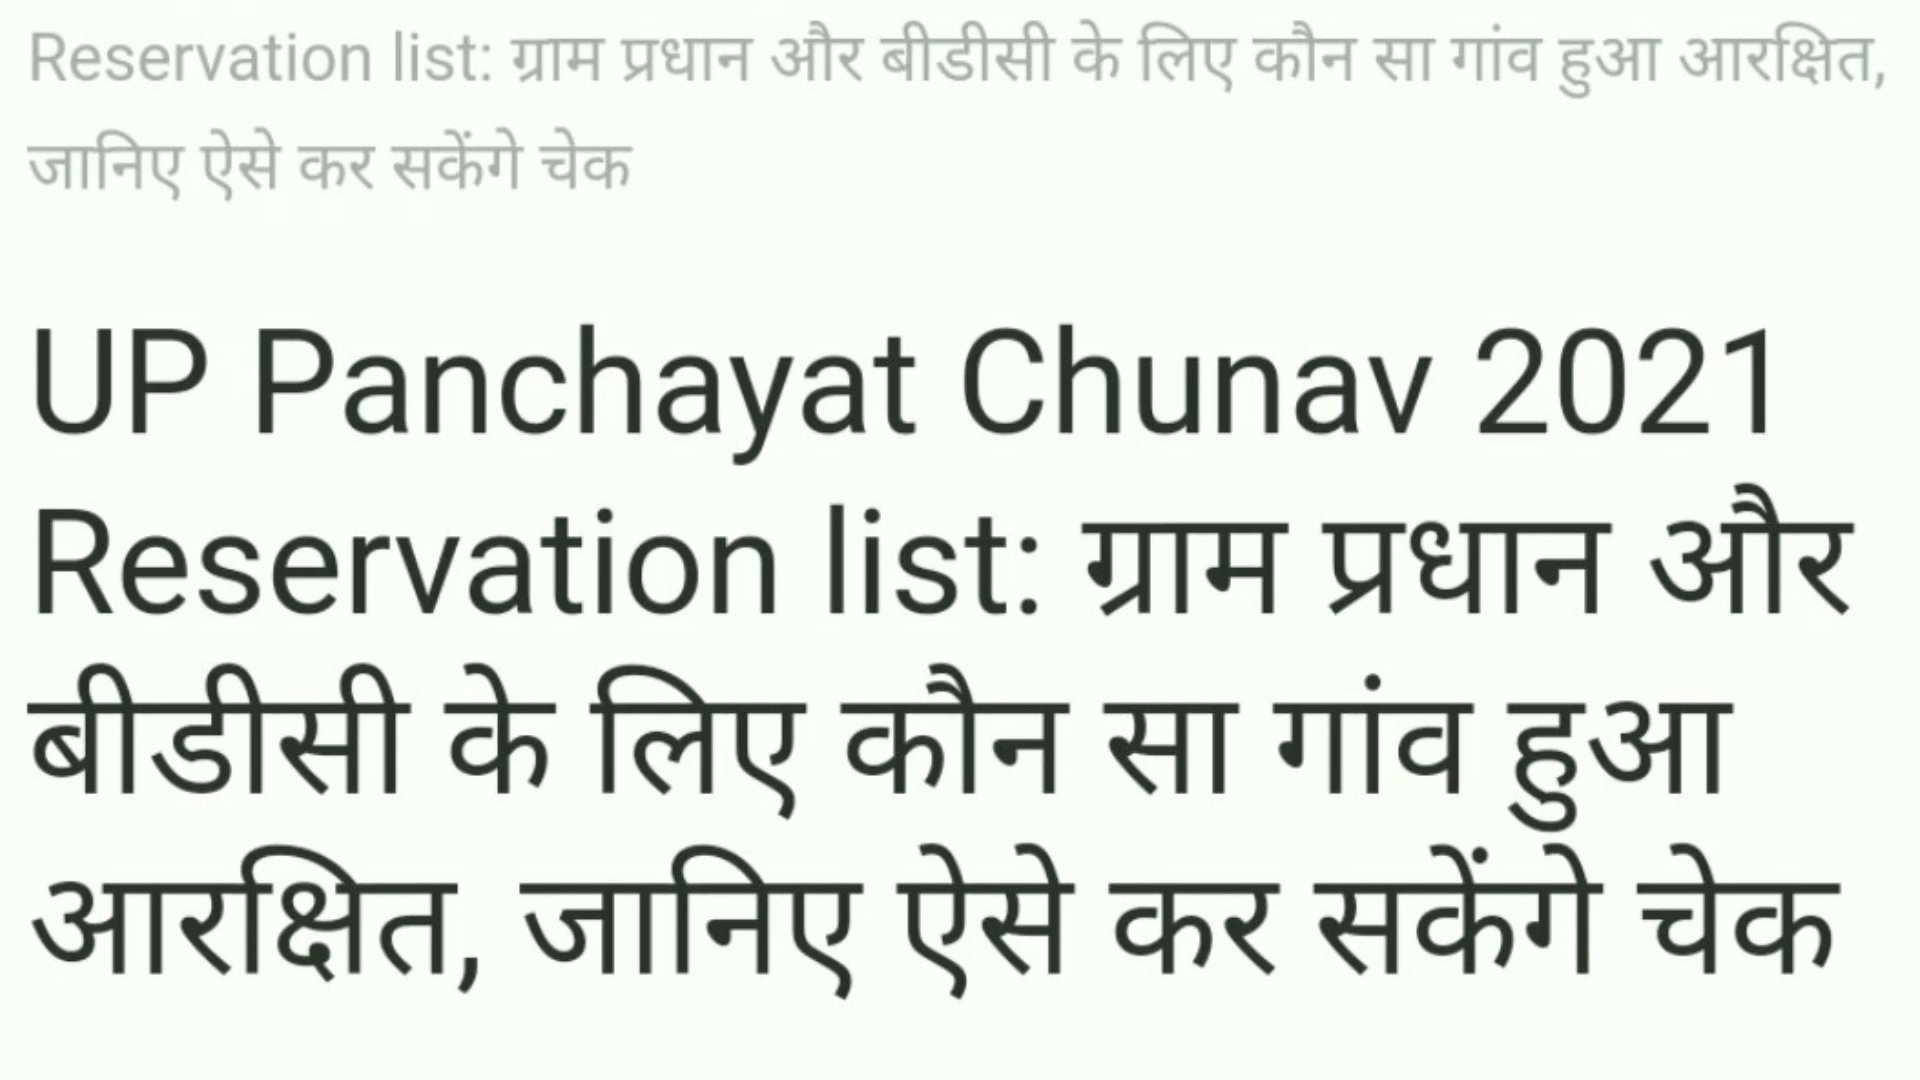 Reservation list: ग्राम प्रधान और बीडीसी के लिए कौन सा गांव हुआ आरक्षित,
जानिए ऐसे कर सकेंगे चेक
UP Panchayat Chunav 2021
Reservation list: ग्राम प्रधान और
बीडीसी के लिए कौन सा गांव हुआ
आरक्षित, जानिए ऐसे कर सकेंगे चेक